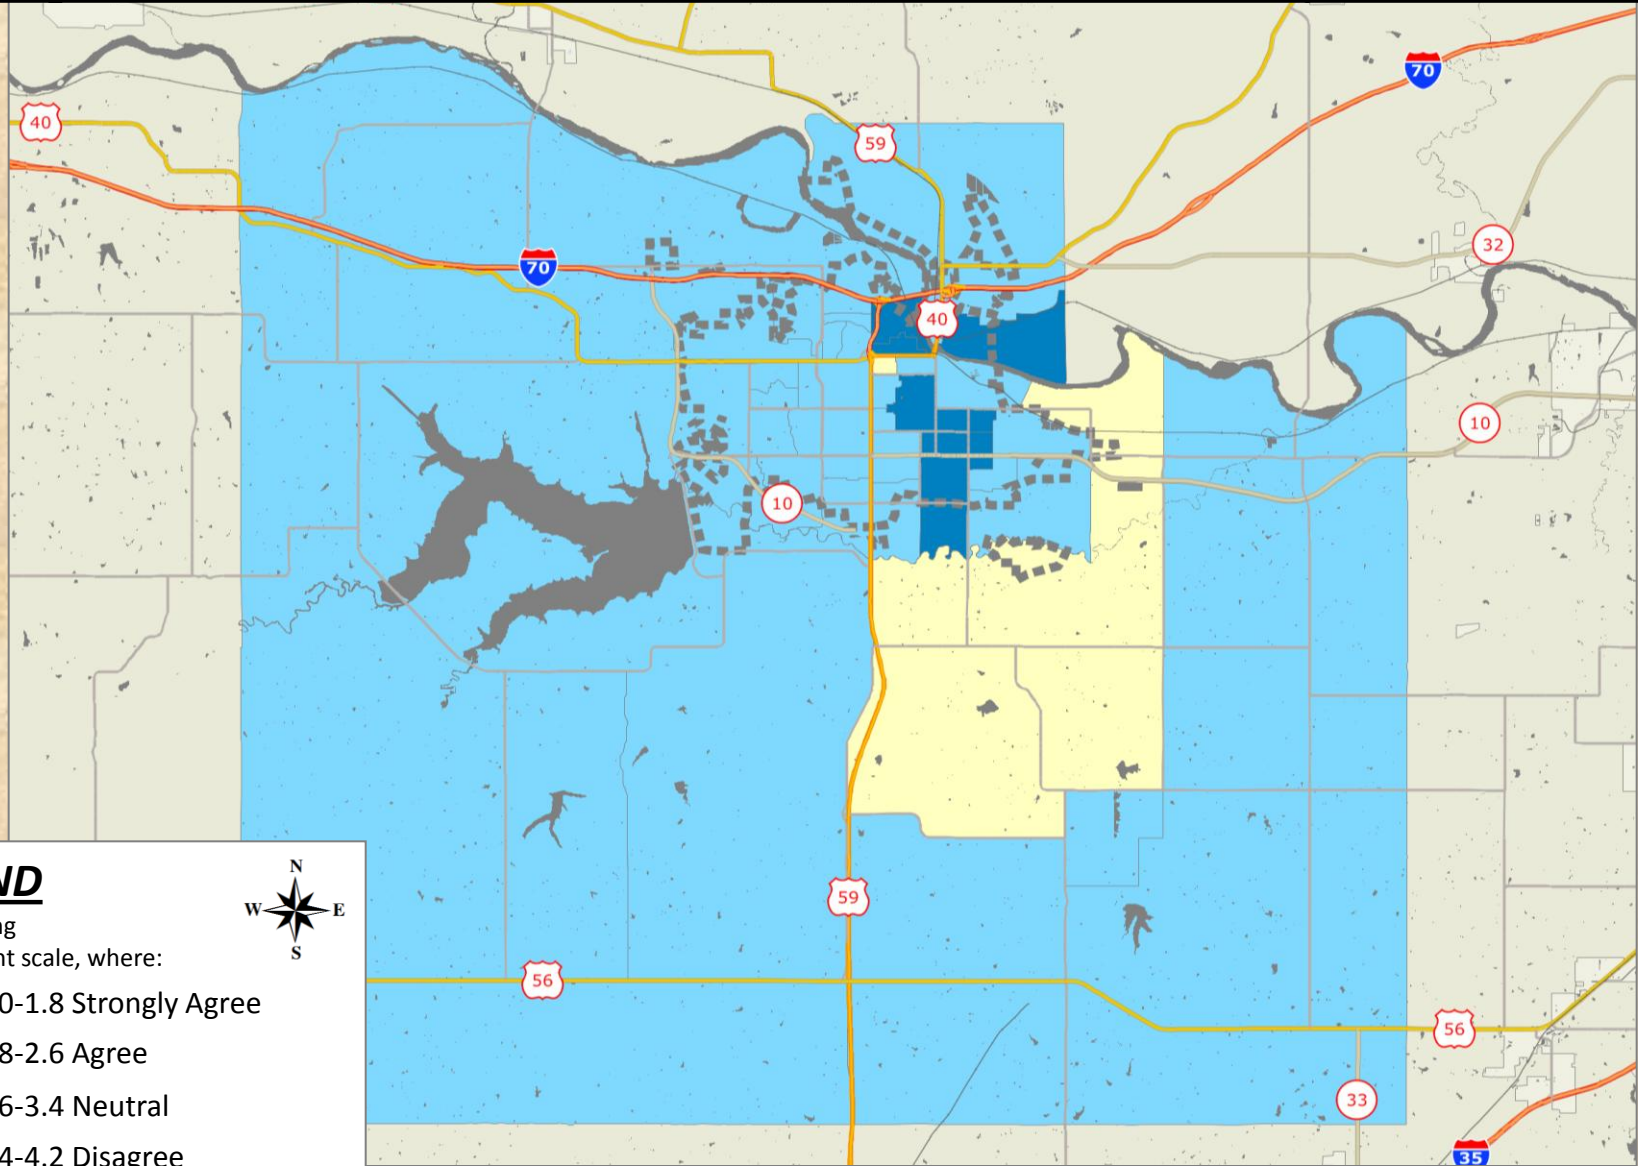 70
40
59
32
70
40
10
10
ND
N
W E
S
59
ng
nt scale, where:
56
0-1.8 Strongly Agree
56
8-2.6 Agree
6-3.4 Neutral
33
4-4.2 Disagree
35